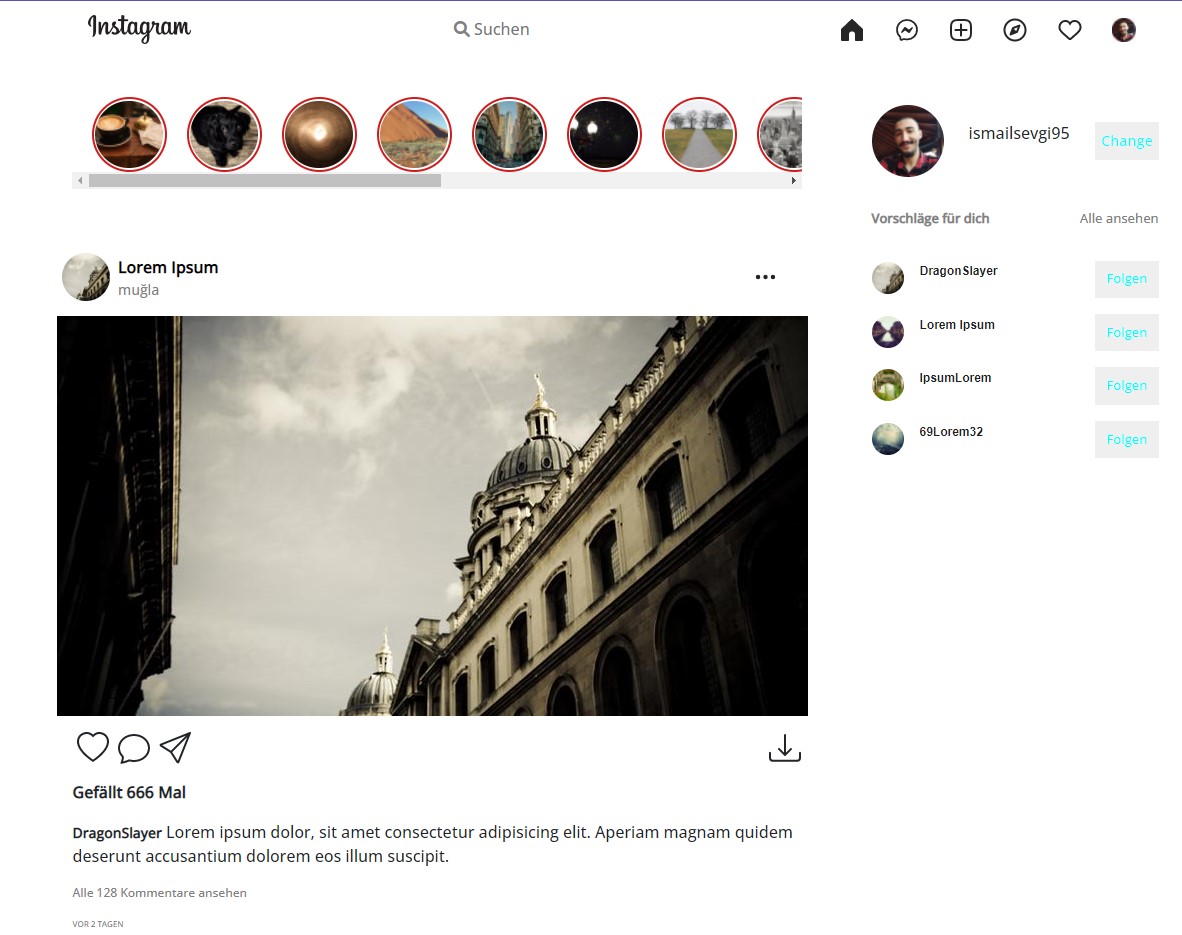 Instagram
Suchen
ismailsevgi95
Change
Vorschläge für dich
Alle ansehen
Lorem Ipsum
muğla
DragonSlayer
Folgen
Lorem Ipsum
Folgen
IpsumLorem
Folgen
69Lorem32
Folgen
Gefällt 666 Mal
DragonSlayer Lorem ipsum dolor, sit amet consectetur adipisicing elit. Aperiam magnam quidem
deserunt accusantium dolorem eos illum suscipit.
Alle 128 Kommentare ansehen
VOR 2 TAGEN